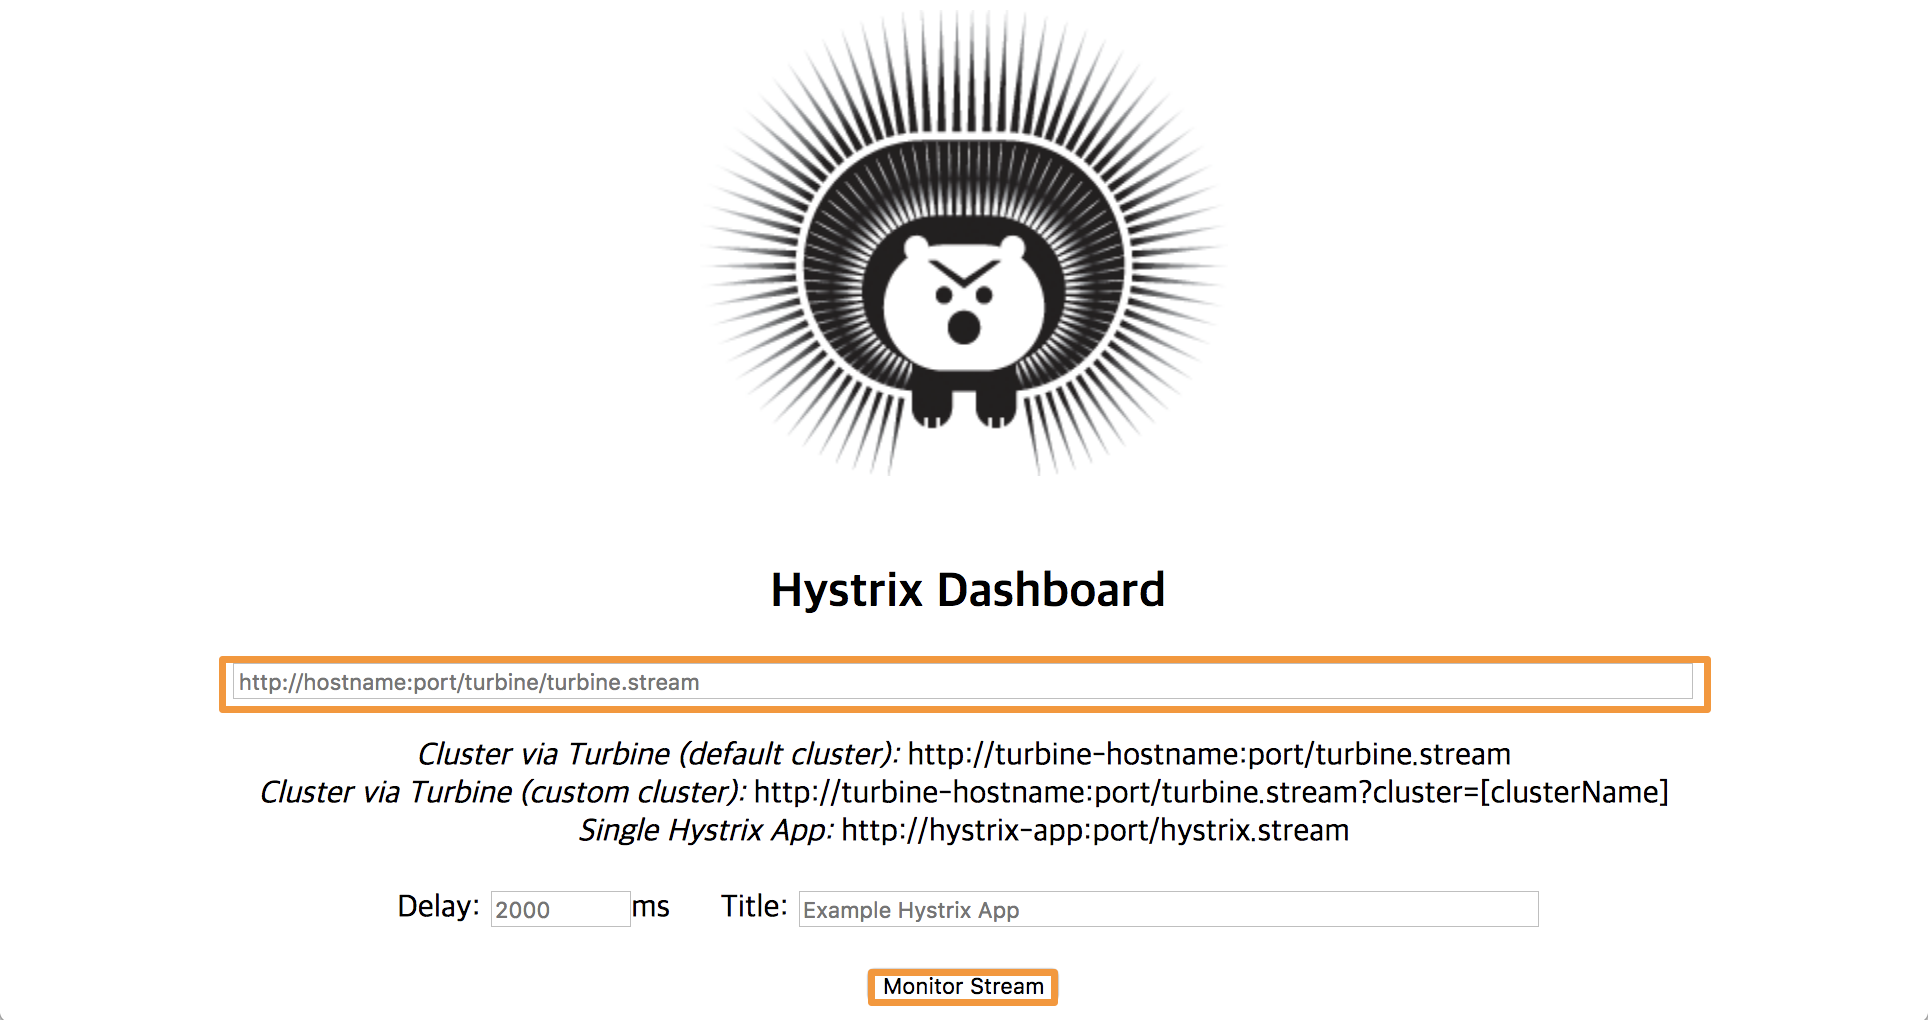 Hystrix Dashboard
http://hostname:port/turbine/turbine.stream
Cluster via Turbine (default cluster): http://turbine-hostname:port/turbine.stream
Cluster via Turbine (custom cluster): http://turbine-hostname:port/turbine.stream?cluster=[clusterName]
Single Hystrix App: http://hystrix-app:port/hystrix.stream
Delay: 2000 ms Title: Example Hystrix App
Monitor Stream